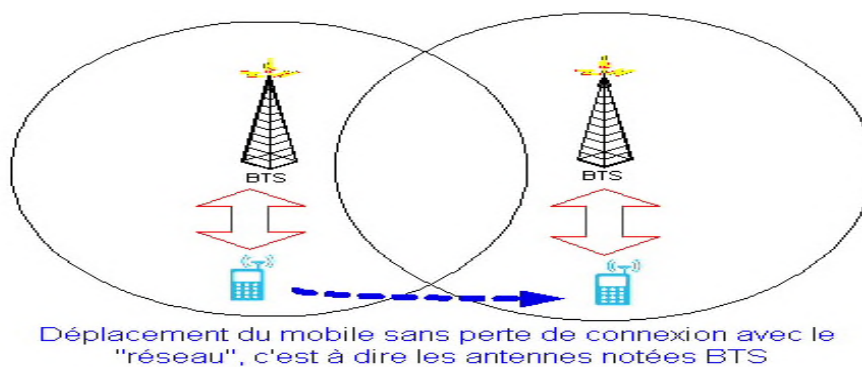 BTS
BTS
Déplacement du mobile sans perte de connexion avec le
"réseau", c'est à dire les antennes notées BTS